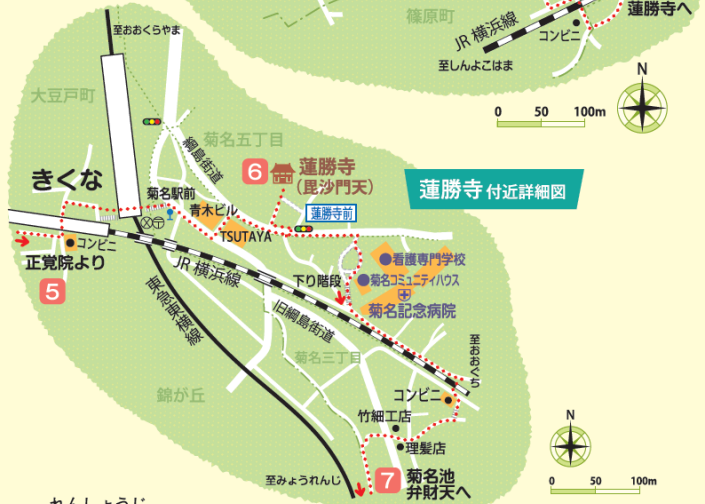 至おおくらやま
篠原町
蓮勝寺へ
JR 横浜線
コンビニ
至しんよこはま
0 50 100m
N
大豆戸町
菊名五丁目
綱島街道
きくな
6
蓮勝寺
(毘沙門天)
蓮勝寺 付近詳細図
菊名駅前
青木ビル
蓮勝寺前
TSUTAYA
コンビニ
正覚院より
5
JR 横浜線
下り階段
看護専門学校
菊名コミュニティハウス
菊名記念病院
東急東横線
旧綱島街道
菊名三丁目
至おおぐち
錦が丘
コンビニ
竹細工店
理髪店
至みょうれんじ
7
菊名池
弁財天へ
N
0 50 100m
れんしょうじ